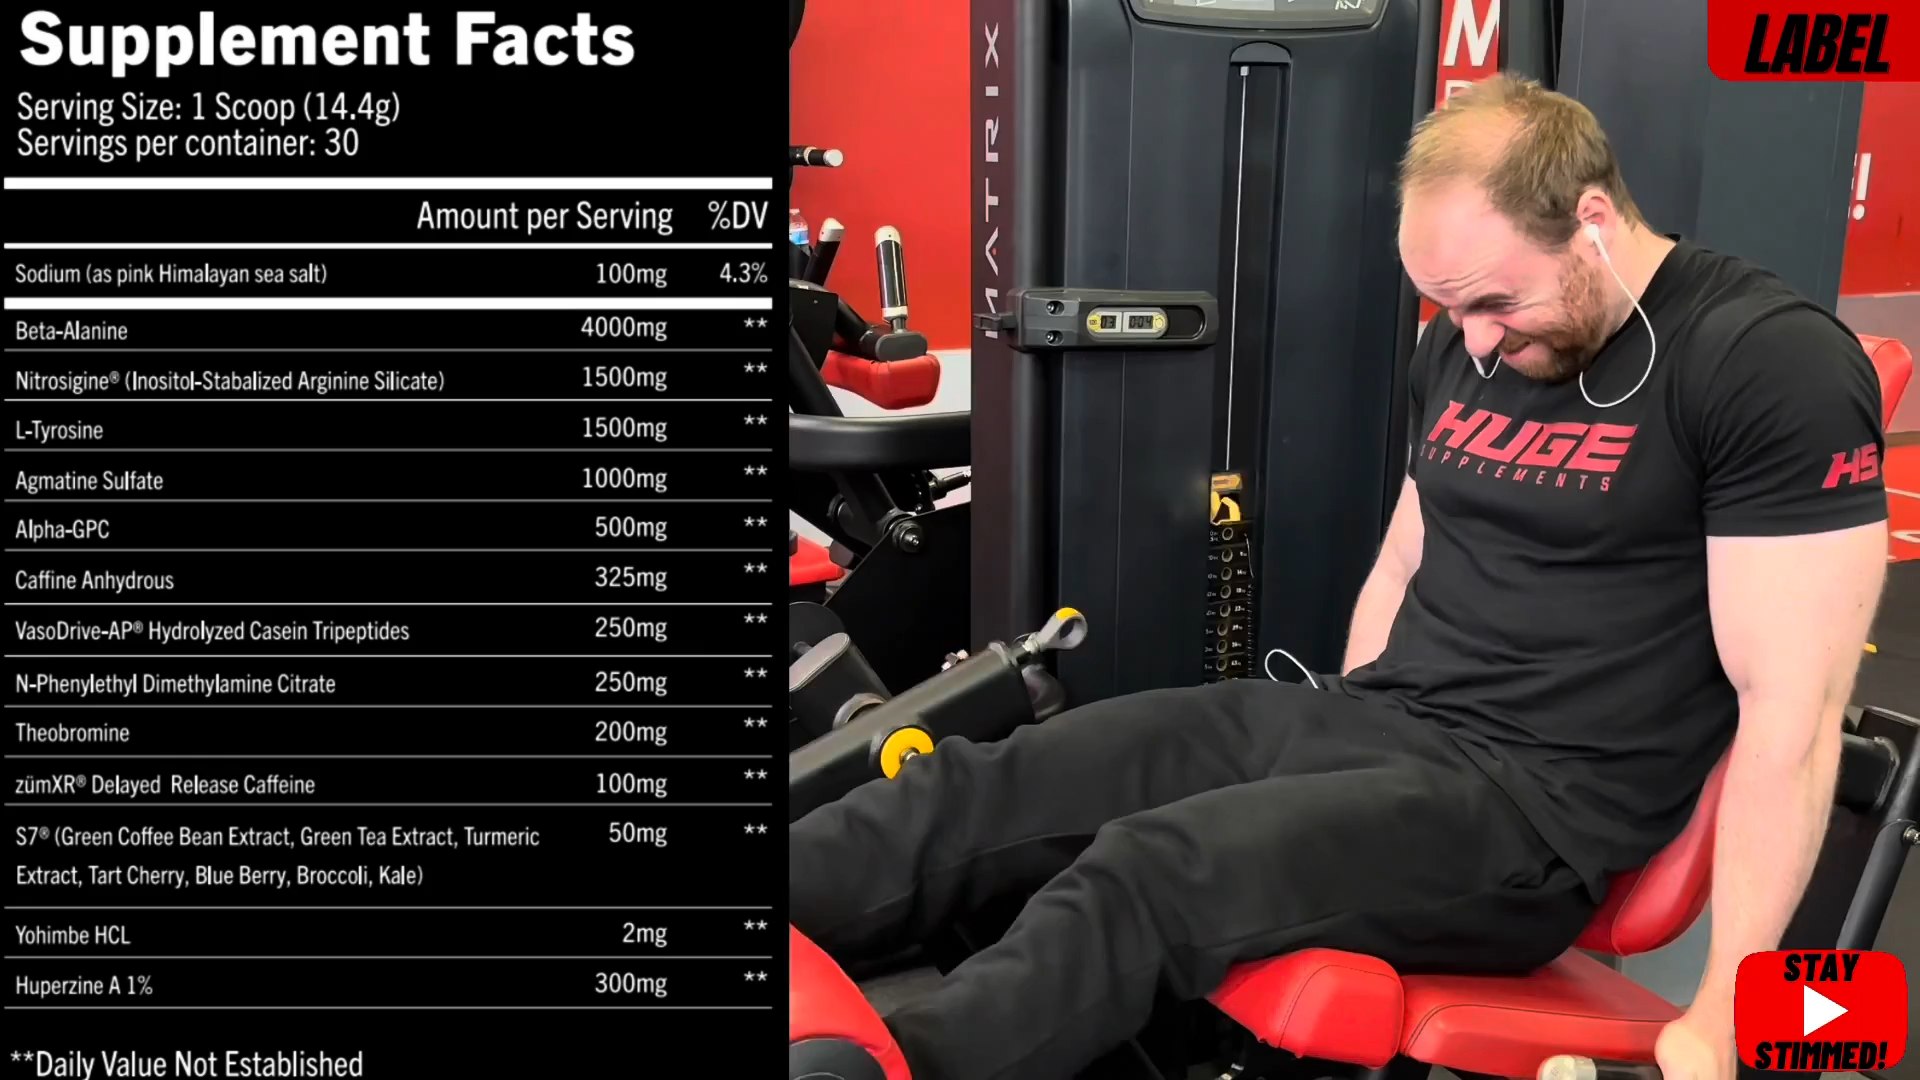 Supplement Facts
Serving Size: 1 Scoop (14.4g)
Servings per container: 30
Amount per Serving %DV
Sodium (as pink Himalayan sea salt) 100mg 4.3%
Beta-Alanine 4000mg **
Nitrosigine® (Inositol-Stabalized Arginine Silicate) 1500mg **
L-Tyrosine 1500mg **
Agmatine Sulfate 1000mg **
Alpha-GPC 500mg **
Caffine Anhydrous 325mg **
VasoDrive-AP® Hydrolyzed Casein Tripeptides 250mg **
N-Phenylethyl Dimethylamine Citrate 250mg **
Theobromine 200mg **
zümXR® Delayed Release Caffeine 100mg **
S7® (Green Coffee Bean Extract, Green Tea Extract, Turmeric 50mg **
Extract, Tart Cherry, Blue Berry, Broccoli, Kale)
Yohimbe HCL 2mg **
Huperzine A 1% 300mg **
**Daily Value Not Established
MATRIX
M
LABEL
HUGE
SUPPLEMENTS
HS
STAY
STIMMED!